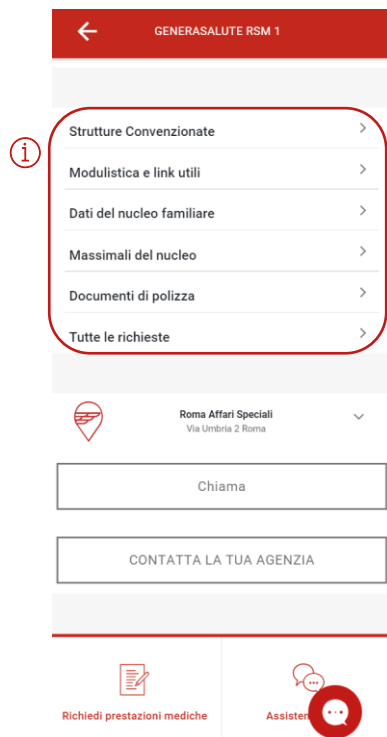 GENERASALUTE RSM 1
i
Strutture Convenzionate
Modulistica e link utili
Dati del nucleo familiare
Massimali del nucleo
Documenti di polizza
Tutte le richieste
Roma Affari Speciali
Via Umbria 2 Roma
Chiama
CONTATTA LA TUA AGENZIA
Richiedi prestazioni mediche